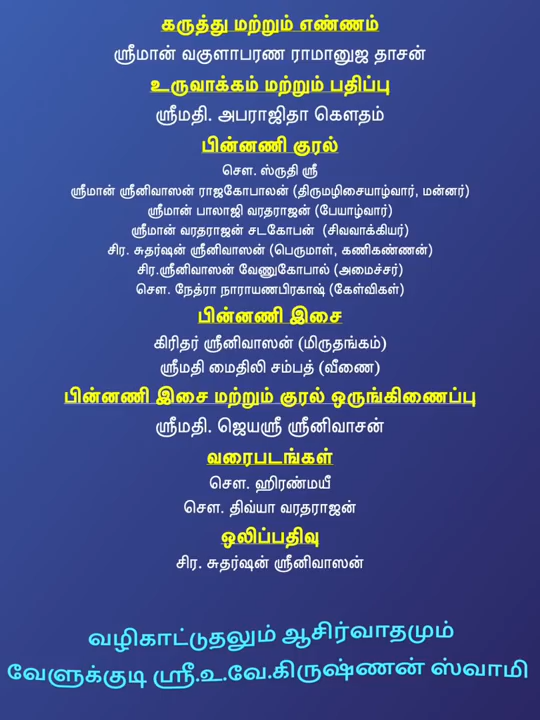 கருத்து மற்றும் எண்ணம்
ஸ்ரீமான் வகுளாபரண ராமானுஜ தாசன்
உருவாக்கம் மற்றும் பதிப்பு
ஸ்ரீமதி. அபராஜிதா கௌதம்
பின்னணி குரல்
சௌ. ஸ்ருதி ஸ்ரீ
ஸ்ரீமான் ஸ்ரீனிவாஸன் ராஜகோபாலன் (திருமழிசையாழ்வார், மன்னர்)
ஸ்ரீமான் பாலாஜி வரதராஜன் (பேயாழ்வார்)
ஸ்ரீமான் வரதராஜன் சடகோபன் (சிவவாக்கியர்)
சிர. சுதர்ஷன் ஸ்ரீனிவாஸன் (பெருமாள், கணிகண்ணன்)
சிர.ஸ்ரீனிவாஸன் வேணுகோபால் (அமைச்சர்)
சௌ. நேத்ரா நாராயணபிரகாஷ் (கேள்விகள்)
பின்னணி இசை
கிரிதர் ஸ்ரீனிவாஸன் (மிருதங்கம்)
ஸ்ரீமதி மைதிலி சம்பத் (வீணை)
பின்னணி இசை மற்றும் குரல் ஒருங்கிணைப்பு
ஸ்ரீமதி. ஜெயஸ்ரீ ஸ்ரீனிவாசன்
வரைபடங்கள்
சௌ. ஹிரண்மயீ
சௌ. திவ்யா வரதராஜன்
ஒலிப்பதிவு
சிர. சுதர்ஷன் ஸ்ரீனிவாஸன்
வழிகாட்டுதலும் ஆசிர்வாதமும்
வேளுக்குடி ஸ்ரீ.உ.வே.கிருஷ்ணன் ஸ்வாமி